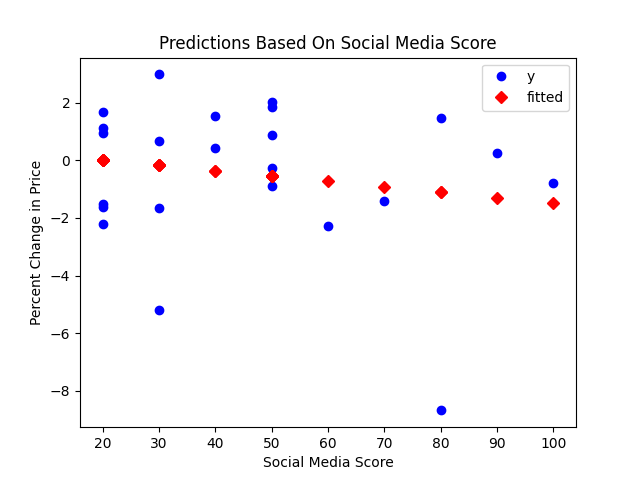 Predictions Based On Social Media Score
y
fitted
2
0
−2
−4
−6
−8
Percent Change in Price
20 30 40 50 60 70 80 90 100
Social Media Score